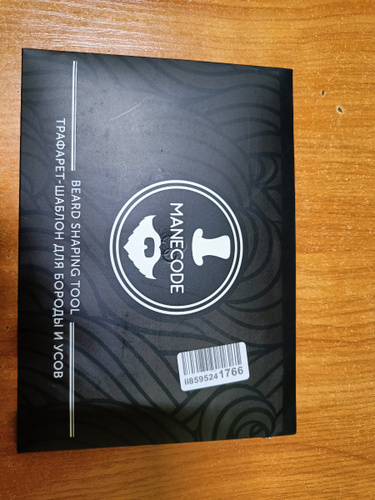 MANECODE
BEARD SHAPING TOOL
ТРАФАРЕТ-ШАБЛОН ДЛЯ БОРОДЫ И УСОВ
ii8595241766